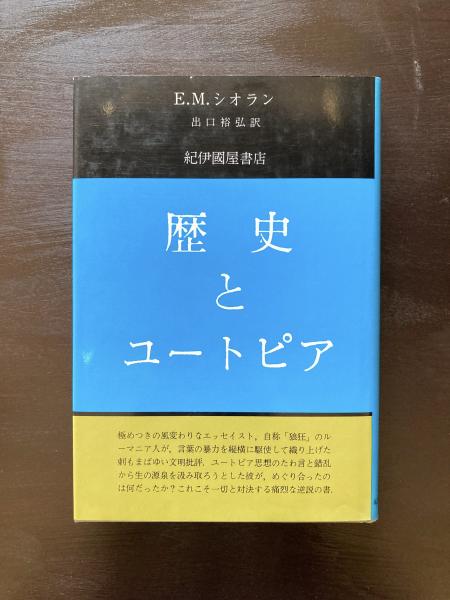 E.M.シオラン
出口裕弘訳
紀伊國屋書店
歴史
と
ユートピア
極めつきの風変わりなエッセイスト，自称「狼狂」のル
ーマニア人が，言葉の暴力を縦横に駆使して織り上げた
刺もまばゆい文明批評．ユートピア思想のたわ言と錯乱
から生の源泉を汲み取ろうとした彼が，めぐり合ったの
は何だったか？これこそ一切と対決する痛烈な逆説の書．